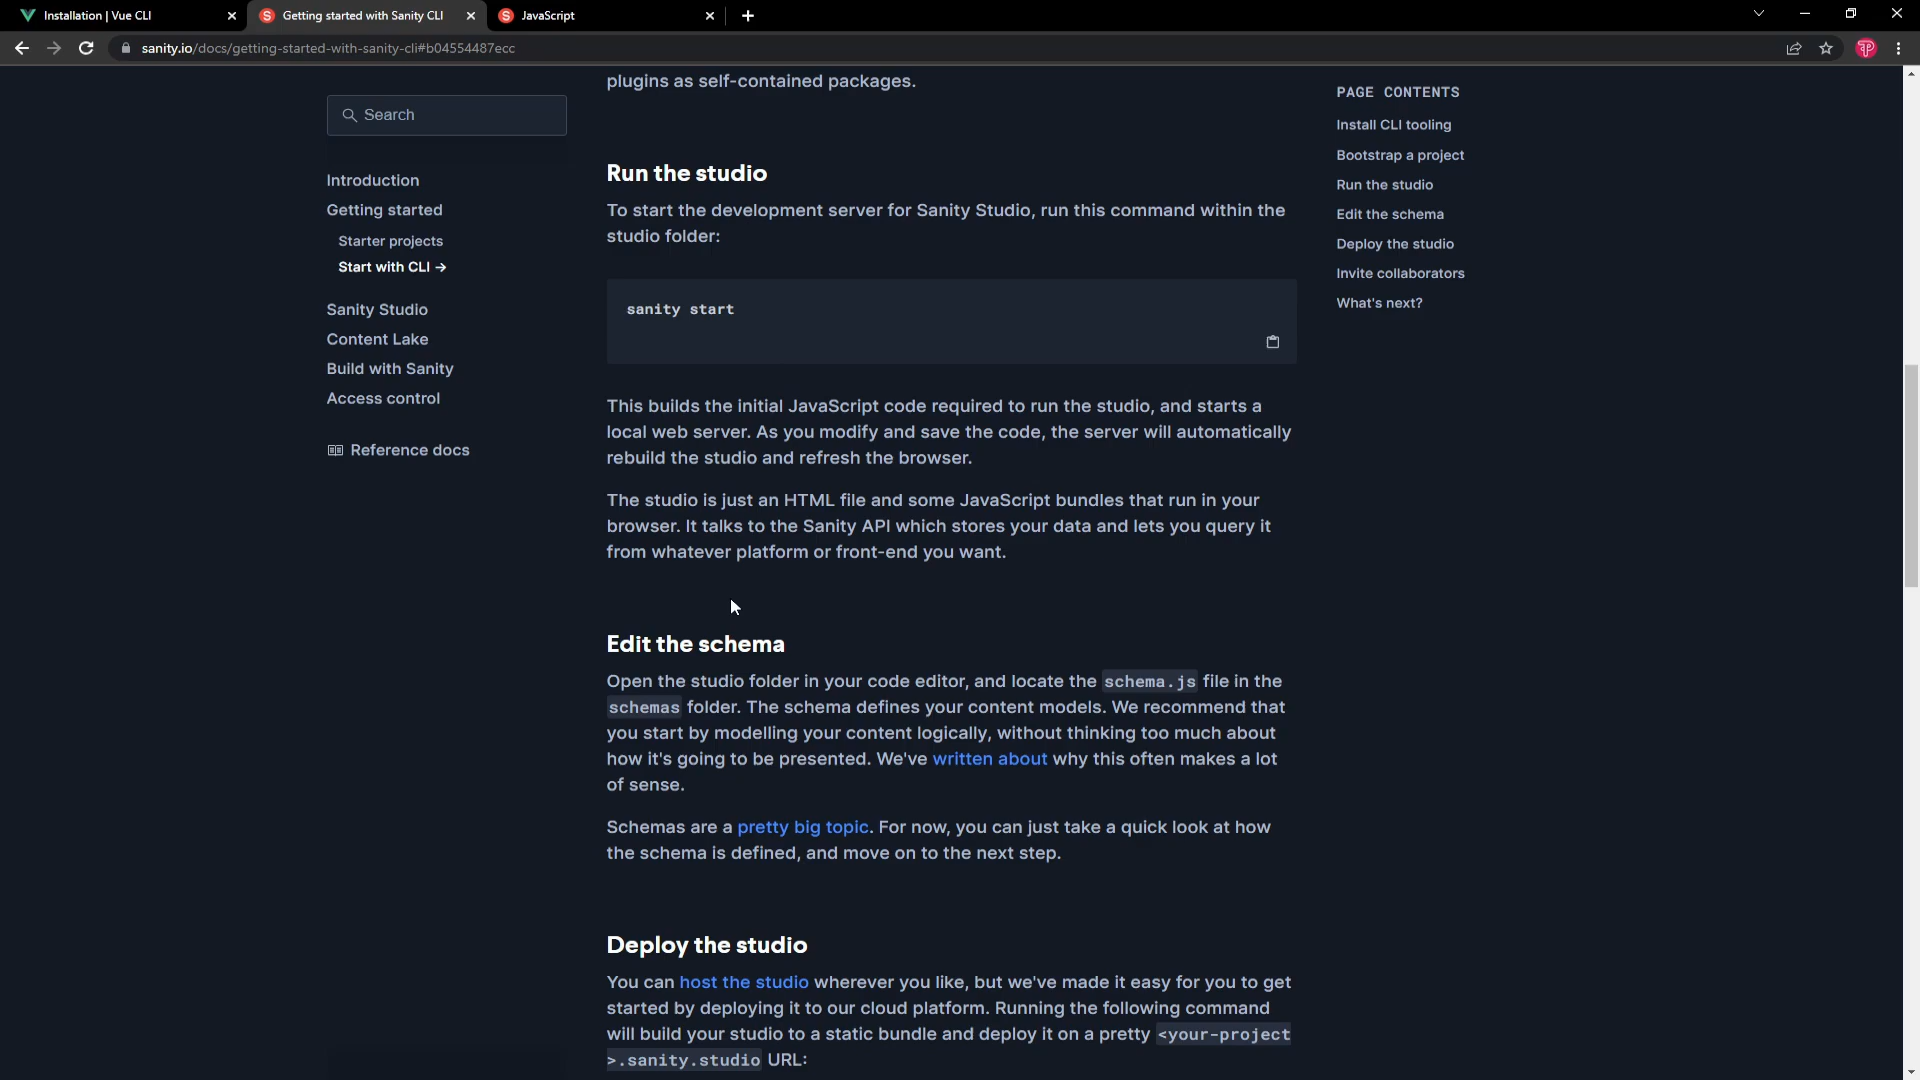 Installation | Vue CLI
Getting started with Sanity CLI
JavaScript
sanity.io/docs/getting-started-with-sanity-cli#b04554487ecc
Search
Introduction
Getting started
Starter projects
Start with CLI →
Sanity Studio
Content Lake
Build with Sanity
Access control
Reference docs
plugins as self-contained packages.
Run the studio
To start the development server for Sanity Studio, run this command within the
studio folder:
sanity start
This builds the initial JavaScript code required to run the studio, and starts a
local web server. As you modify and save the code, the server will automatically
rebuild the studio and refresh the browser.
The studio is just an HTML file and some JavaScript bundles that run in your
browser. It talks to the Sanity API which stores your data and lets you query it
from whatever platform or front-end you want.
Edit the schema
Open the studio folder in your code editor, and locate the schema.js file in the
schemas folder. The schema defines your content models. We recommend that
you start by modelling your content logically, without thinking too much about
how it's going to be presented. We've written about why this often makes a lot
of sense.
Schemas are a pretty big topic. For now, you can just take a quick look at how
the schema is defined, and move on to the next step.
Deploy the studio
You can host the studio wherever you like, but we've made it easy for you to get
started by deploying it to our cloud platform. Running the following command
will build your studio to a static bundle and deploy it on a pretty <your-project
>.sanity.studio URL:
PAGE CONTENTS
Install CLI tooling
Bootstrap a project
Run the studio
Edit the schema
Deploy the studio
Invite collaborators
What's next?